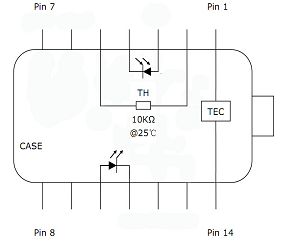 Pin 7
Pin 1
TH
10KΩ
@25℃
TEC
CASE
Pin 8
Pin 14